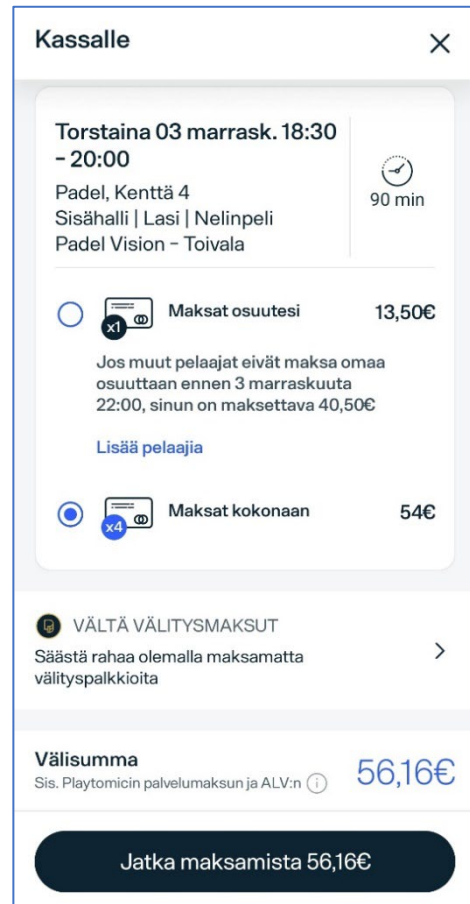 Kassalle
Torstaina 03 marrask. 18:30
- 20:00
Padel, Kenttä 4
Sisähalli | Lasi | Nelinpeli
Padel Vision - Toivala
90 min
x1
Maksat osuutesi
13,50€
Jos muut pelaajat eivät maksa omaa
osuuttaan ennen 3 marraskuuta
22:00, sinun on maksettava 40,50€
Lisää pelaajia
x4
Maksat kokonaan
54€
VÄLTÄ VÄLITYSMAKSUT
Säästä rahaa olemalla maksamatta
välityspalkkioita
Välisumma
Sis. Playtomicin palvelumaksun ja ALV:n
56,16€
Jatka maksamista 56,16€